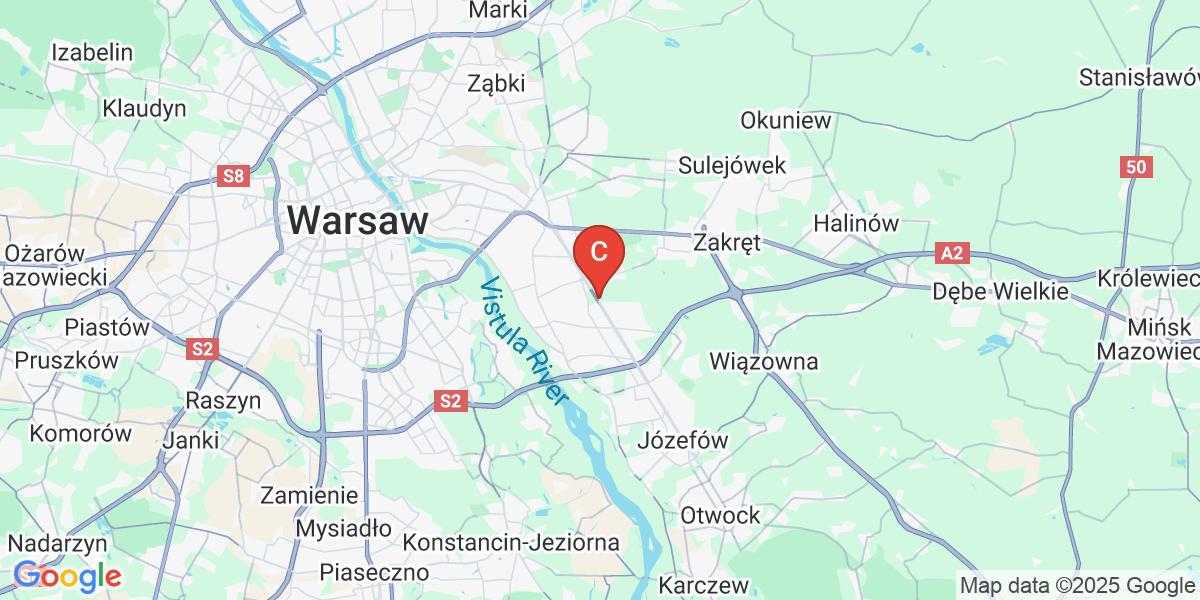 Marki
Izabelin
Ząbki
Stanisławów
Klaudyn
Okuniew
Sulejówek
50
S8
Warsaw
Halinów
Zakręt
C
Ożarów
azowiecki
A2
Królewiec
Dębe Wielkie
Vistula River
Piastów
Mińsk
Mazowiec
S2
Pruszków
Wiązowna
Raszyn
S2
Komorów
Janki
Józefów
Zamienie
Otwock
Mysiadło
Nadarzyn
Konstancin-Jeziorna
Piaseczno
Google
Karczew
Map data ©2025 Google